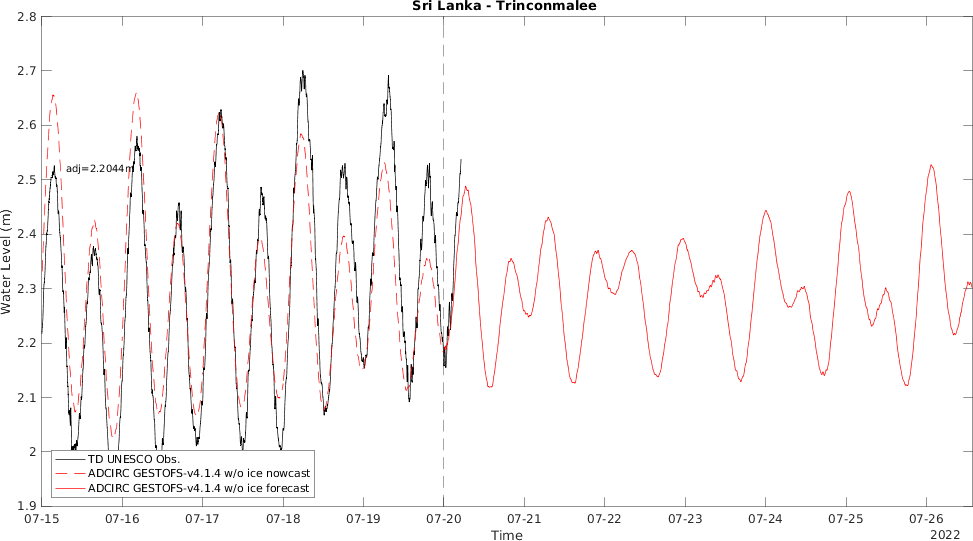 Sri Lanka - Trinconmalee
2.8
2.7
2.6
2.5
2.4
2.3
2.2
2.1
2
1.9
Water Level (m)
adj=2.2044m
TD UNESCO Obs.
ADCIRC GESTOFS-v4.1.4 w/o ice nowcast
ADCIRC GESTOFS-v4.1.4 w/o ice forecast
07-15 07-16 07-17 07-18 07-19 07-20 07-21 07-22 07-23 07-24 07-25 07-26
Time
2022